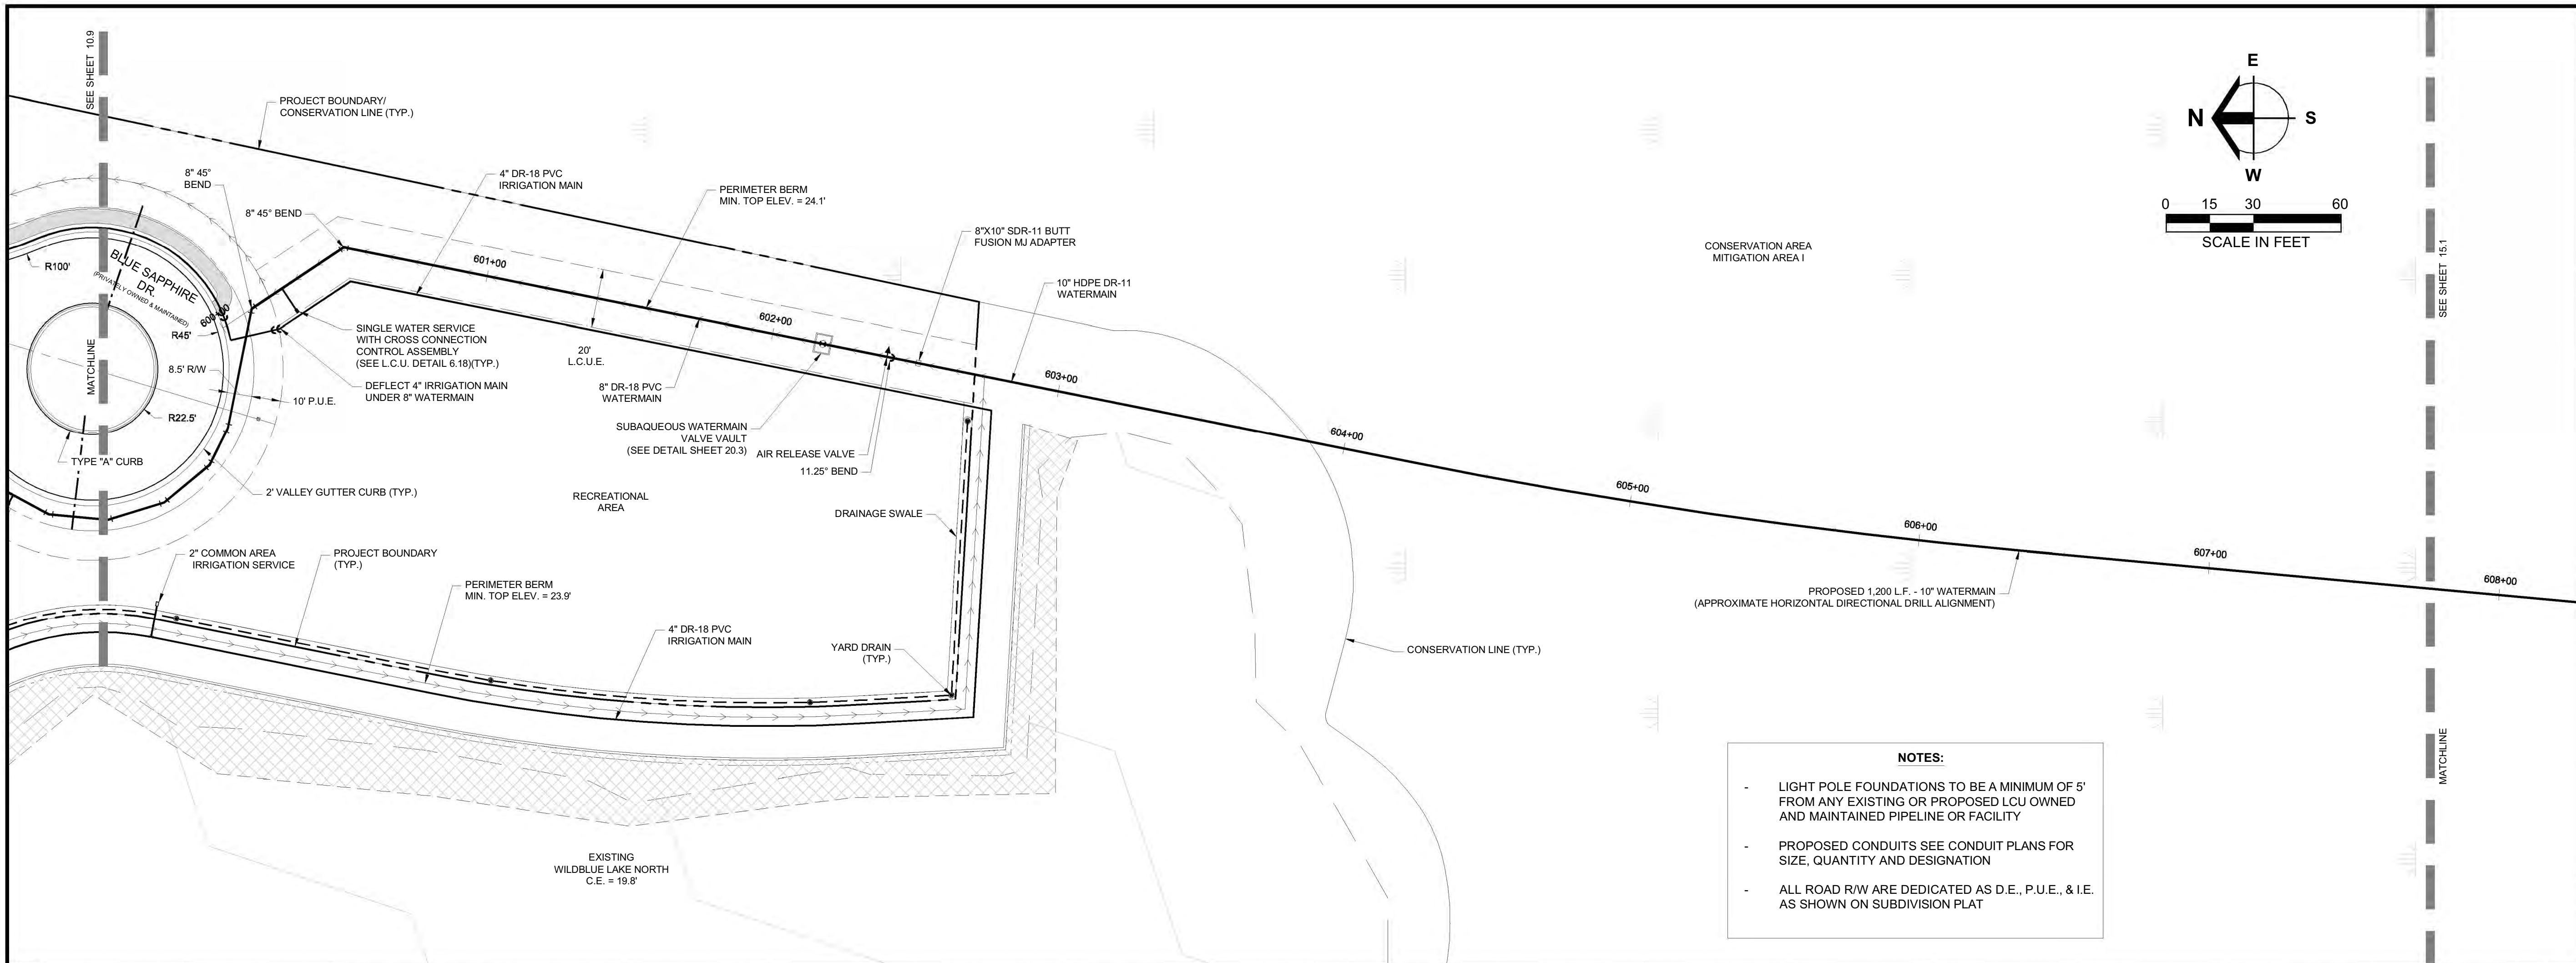 SEE SHEET 10.9
PROJECT BOUNDARY/
CONSERVATION LINE (TYP.)
8" 45°
BEND
8" 45° BEND
4" DR-18 PVC
IRRIGATION MAIN
PERIMETER BERM
MIN. TOP ELEV. = 24.1'
8"X10" SDR-11 BUTT
FUSION MJ ADAPTER
10" HDPE DR-11
WATERMAIN
CONSERVATION AREA
MITIGATION AREA I
E
N
S
W
0 15 30 60
SCALE IN FEET
SEE SHEET 15.1
R100'
BLUE SAPPHIRE
DR.
(PRIVATELY OWNED & MAINTAINED)
600+00
R45'
MATCHLINE
8.5' R/W
R22.5'
10' P.U.E.
TYPE "A" CURB
2' VALLEY GUTTER CURB (TYP.)
601+00
602+00
603+00
604+00
605+00
606+00
607+00
608+00
SINGLE WATER SERVICE
WITH CROSS CONNECTION
CONTROL ASSEMBLY
(SEE L.C.U. DETAIL 6.18)(TYP.)
DEFLECT 4" IRRIGATION MAIN
UNDER 8" WATERMAIN
20'
L.C.U.E.
8" DR-18 PVC
WATERMAIN
SUBAQUEOUS WATERMAIN
VALVE VAULT
(SEE DETAIL SHEET 20.3)
AIR RELEASE VALVE
11.25° BEND
RECREATIONAL
AREA
DRAINAGE SWALE
2" COMMON AREA
IRRIGATION SERVICE
PROJECT BOUNDARY
(TYP.)
PERIMETER BERM
MIN. TOP ELEV. = 23.9'
4" DR-18 PVC
IRRIGATION MAIN
YARD DRAIN
(TYP.)
PROPOSED 1,200 L.F. - 10" WATERMAIN
(APPROXIMATE HORIZONTAL DIRECTIONAL DRILL ALIGNMENT)
CONSERVATION LINE (TYP.)
MATCHLINE
EXISTING
WILDBLUE LAKE NORTH
C.E. = 19.8'
NOTES:
- LIGHT POLE FOUNDATIONS TO BE A MINIMUM OF 5'
FROM ANY EXISTING OR PROPOSED LCU OWNED
AND MAINTAINED PIPELINE OR FACILITY
- PROPOSED CONDUITS SEE CONDUIT PLANS FOR
SIZE, QUANTITY AND DESIGNATION
- ALL ROAD R/W ARE DEDICATED AS D.E., P.U.E., & I.E.
AS SHOWN ON SUBDIVISION PLAT